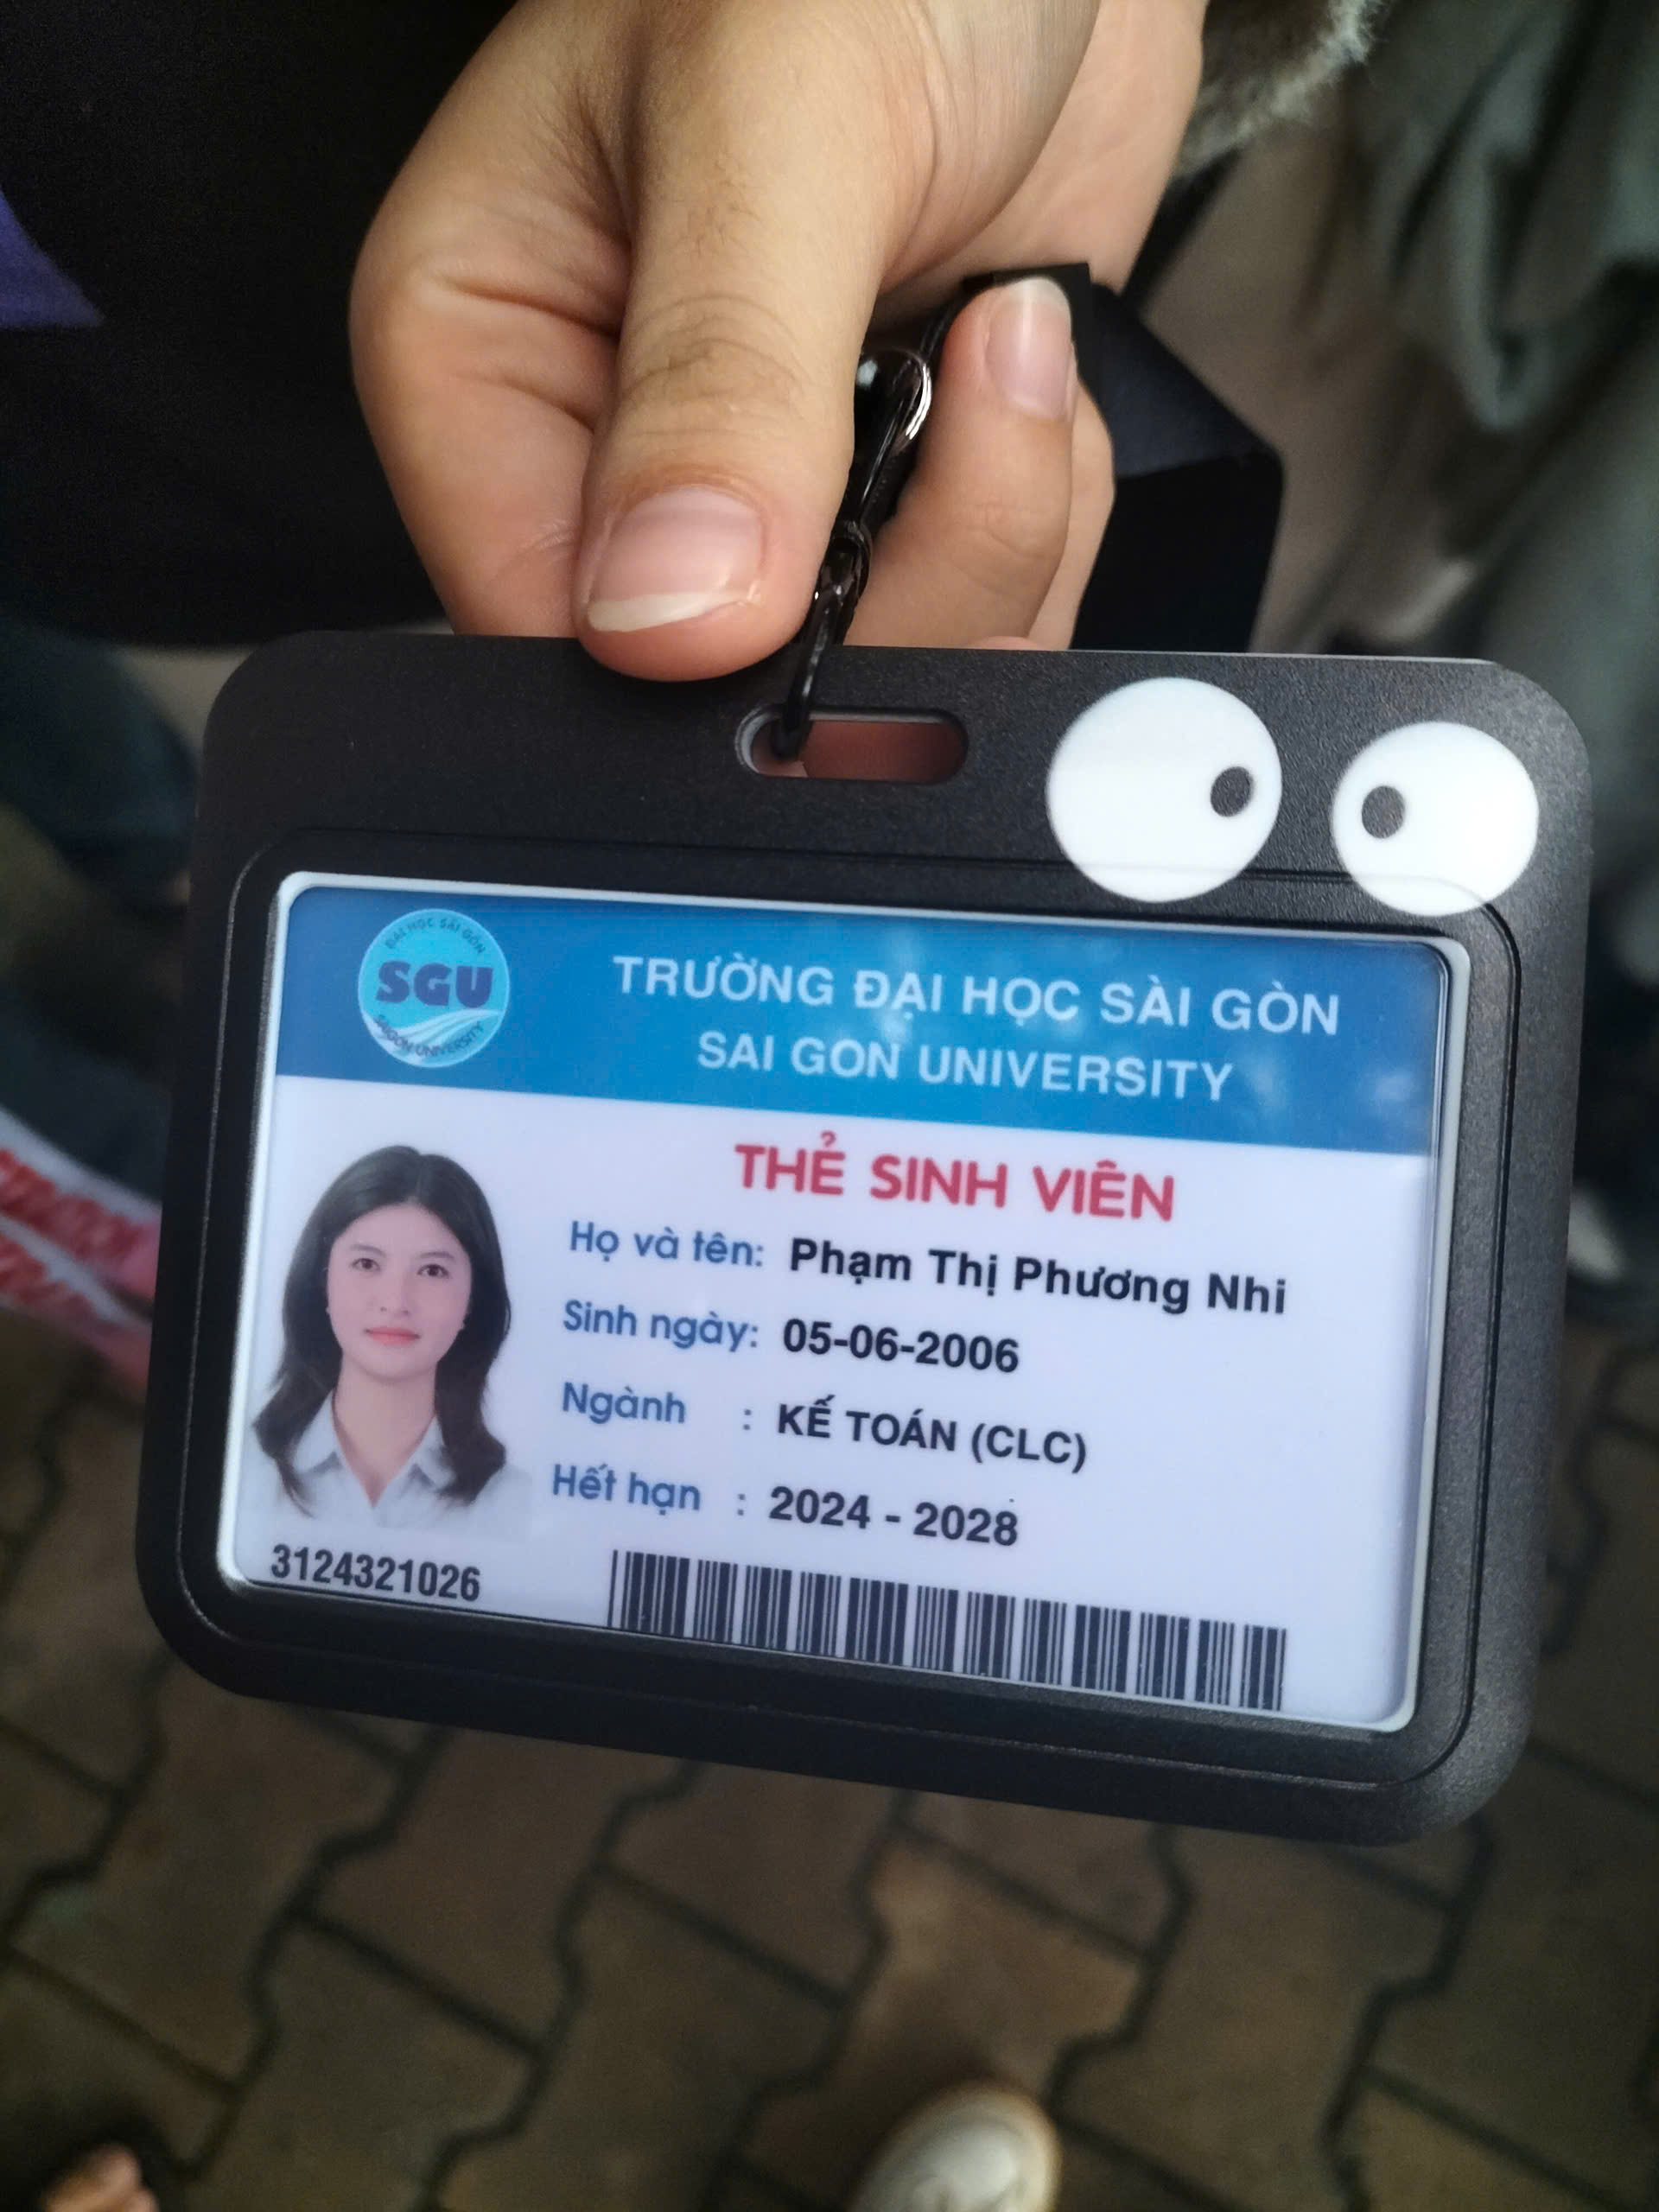 ĐẠI HỌC SÀI GÒN
SGU
SAIGON UNIVERSITY
TRƯỜNG ĐẠI HỌC SÀI GÒN
SAI GON UNIVERSITY
THẺ SINH VIÊN
Họ và tên: Phạm Thị Phương Nhi
Sinh ngày: 05-06-2006
Ngành : KẾ TOÁN (CLC)
Hết hạn : 2024 - 2028
3124321026